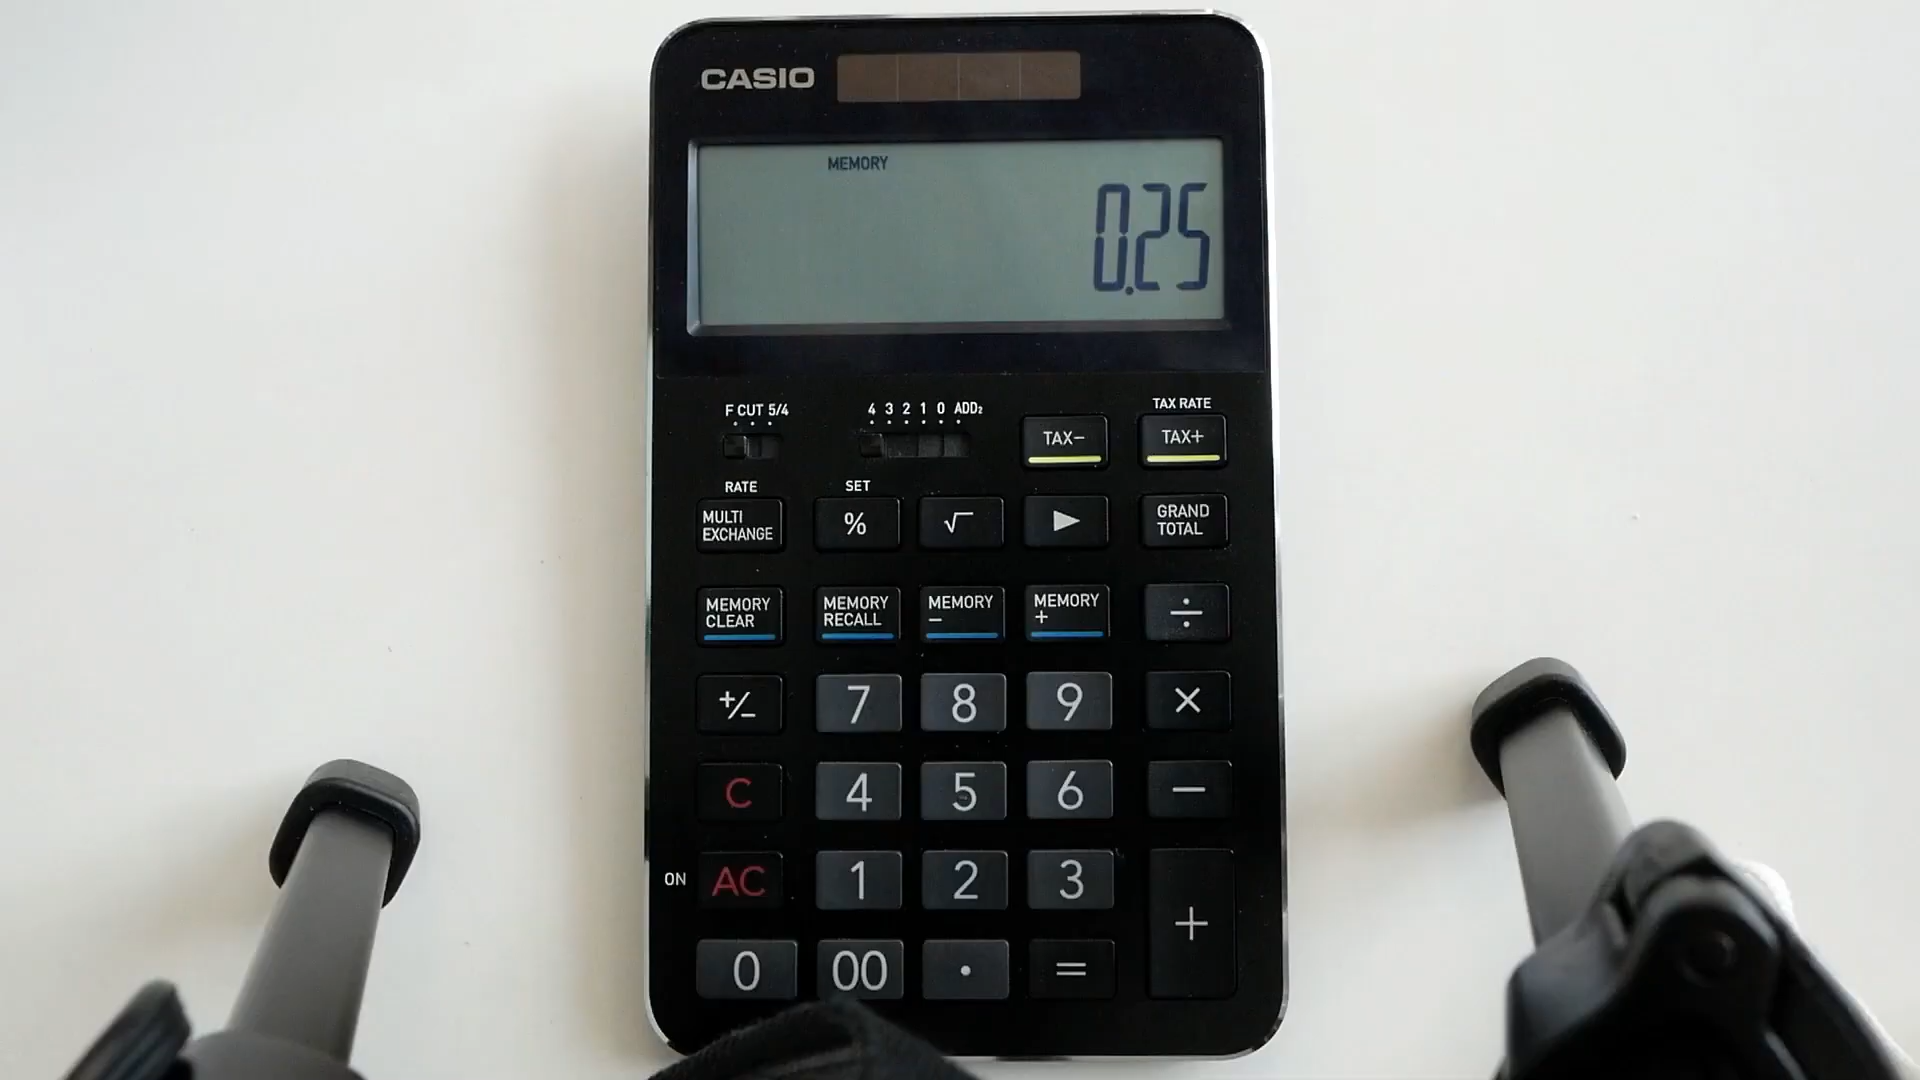 CASIO
MEMORY
0.25
F CUT 5/4
4 3 2 1 0 ADD₂
TAX RATE
TAX−
TAX+
RATE
SET
MULTI
EXCHANGE
%
√
▶
GRAND
TOTAL
MEMORY
CLEAR
MEMORY
RECALL
MEMORY
−
MEMORY
+
÷
+/−
7
8
9
×
C
4
5
6
−
ON
AC
1
2
3
+
0
00
·
=